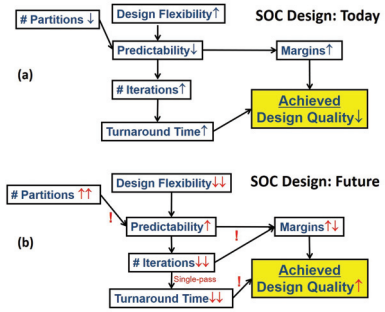 SOC Design: Today
Design Flexibility↑
# Partitions ↓
Predictability↓
Margins↑
(a)
# Iterations↑
Achieved
Design Quality↓
Turnaround Time↑
SOC Design: Future
Design Flexibility↓↓
# Partitions ↑↑
!
Predictability↑
!
Margins↑↓
(b)
# Iterations↓↓
Single-pass
!
Achieved
Design Quality↑
Turnaround Time↓↓